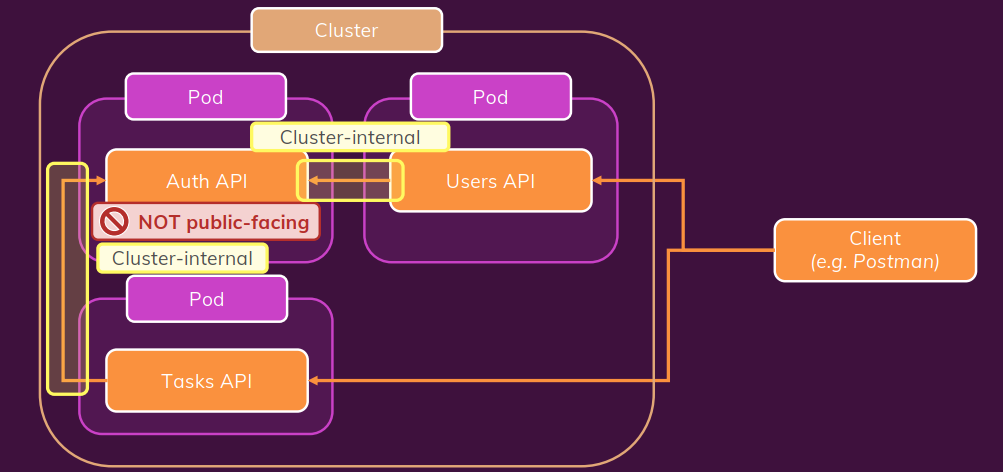 Cluster
Pod
Pod
Cluster-internal
Auth API
Users API
NOT public-facing
Client
(e.g. Postman)
Cluster-internal
Pod
Tasks API